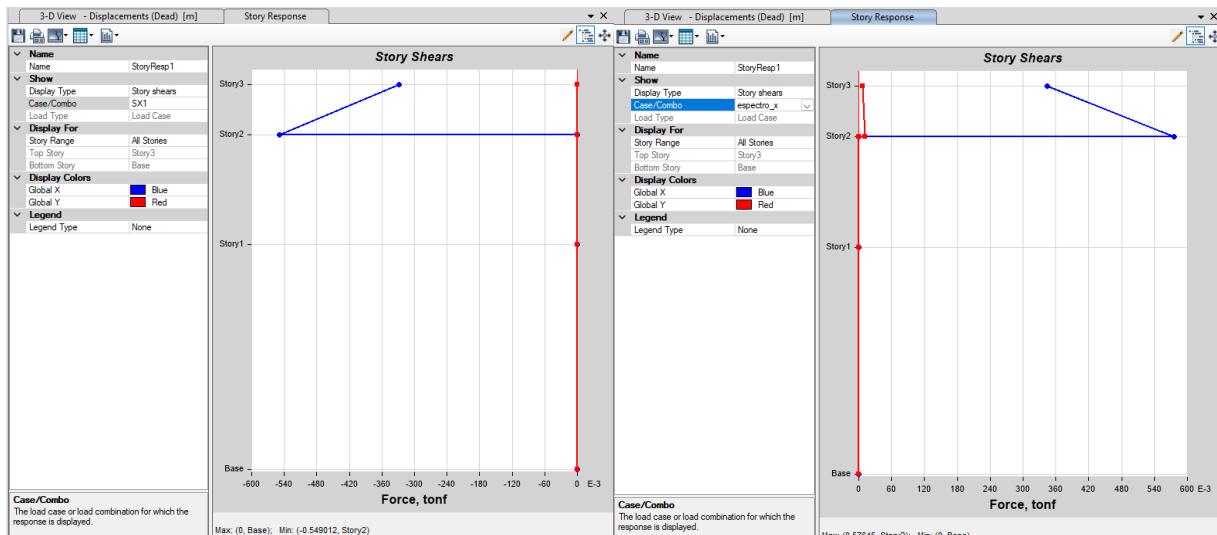 3-D View - Displacements (Dead) [m]
Story Response
Name
Name StoryResp1
Show
Display Type Story shears
Case/Combo SX1
Load Type Load Case
Display For
Story Range All Stories
Top Story Story3
Bottom Story Base
Display Colors
Global X Blue
Global Y Red
Legend
Legend Type None
Case/Combo
The load case or load combination for which the
response is displayed.
Story Shears
Story3
Story2
Story1
Base
-600 -540 -480 -420 -360 -300 -240 -180 -120 -60 0 E-3
Force, tonf
Max: (0, Base); Min: (-0.549012, Story2)
3-D View - Displacements (Dead) [m]
Story Response
Name
Name StoryResp1
Show
Display Type Story shears
Case/Combo espectro_x
Load Type Load Case
Display For
Story Range All Stories
Top Story Story3
Bottom Story Base
Display Colors
Global X Blue
Global Y Red
Legend
Legend Type None
Case/Combo
The load case or load combination for which the
response is displayed.
Story Shears
Story3
Story2
Story1
Base
0 60 120 180 240 300 360 420 480 540 600 E-3
Force, tonf
Max: (0.57645, Story2); Min: (0, Base)